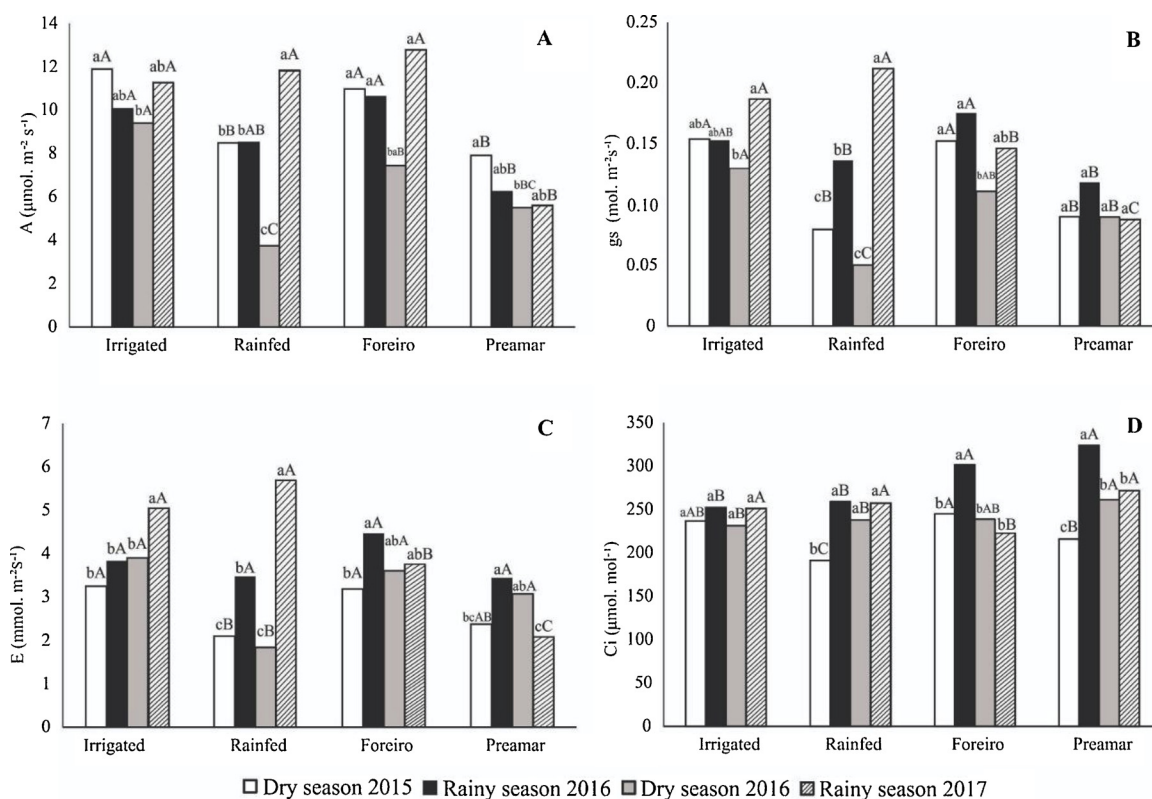 A
14
12
10
8
6
4
2
0
A (µmol. m⁻² s⁻¹)
aA abA bA abA
bB bAB cC aA
aA aA baB aA
aB abB bBC abB
Irrigated Rainfed Foreiro Preamar
B
0.25
0.20
0.15
0.10
0.05
0
gs (mol. m⁻²s⁻¹)
abA abAB bA aA
cB bB cC aA
aA aA bAB abB
aB aB aB aC
Irrigated Rainfed Foreiro Prcamar
C
7
6
5
4
3
2
1
0
E (mmol. m⁻²s⁻¹)
bA bA bA aA
cB bA cB aA
bA aA abA abB
bcAB aA abA cC
Irrigated Rainfed Foreiro Preamar
D
350
300
250
200
150
100
50
0
Ci (µmol. mol⁻¹)
aAB aB aB aA
bC aB aB aA
bA aA bAB bB
cB aA bA bA
Irrigated Rainfed Foreiro Preamar
Dry season 2015 Rainy season 2016 Dry season 2016 Rainy season 2017